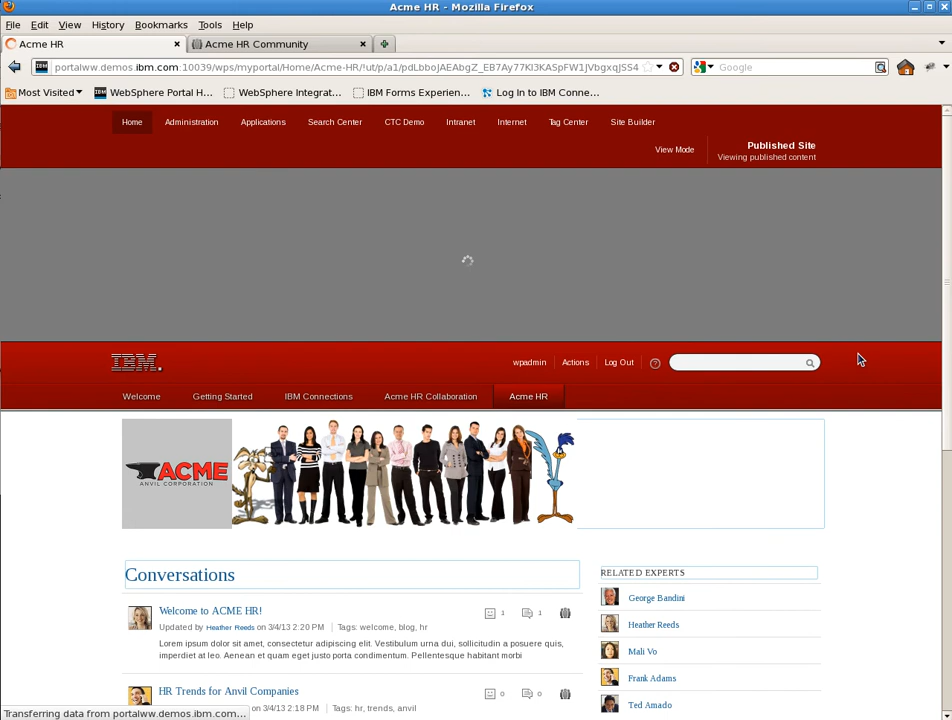 Acme HR - Mozilla Firefox
File Edit View History Bookmarks Tools Help
Acme HR
Acme HR Community
portalww.demos.ibm.com:10039/wps/myportal/Home/Acme-HR/!ut/p/a1/pdLbboJAEAbgZ_EB7Ay77KI3KASpFW1JVbgxqJSS4
Google
Most Visited WebSphere Portal H... WebSphere Integrat... IBM Forms Experien... Log In to IBM Conne...
Home Administration Applications Search Center CTC Demo Intranet Internet Tag Center Site Builder
View Mode
Published Site
Viewing published content
IBM.
wpadmin Actions Log Out ?
Welcome Getting Started IBM Connections Acme HR Collaboration Acme HR
ACME
ANVIL CORPORATION
Conversations
Welcome to ACME HR!
1 1
Updated by Heather Reeds on 3/4/13 2:20 PM Tags: welcome, blog, hr
Lorem ipsum dolor sit amet, consectetur adipiscing elit. Vestibulum urna dui, sollicitudin a posuere quis,
imperdiet at leo. Aenean et quam eget justo porta condimentum. Pellentesque habitant morbi
HR Trends for Anvil Companies
0 0
on 3/4/13 2:18 PM Tags: hr, trends, anvil
RELATED EXPERTS
George Bandini
Heather Reeds
Mali Vo
Frank Adams
Ted Amado
Transferring data from portalww.demos.ibm.com...